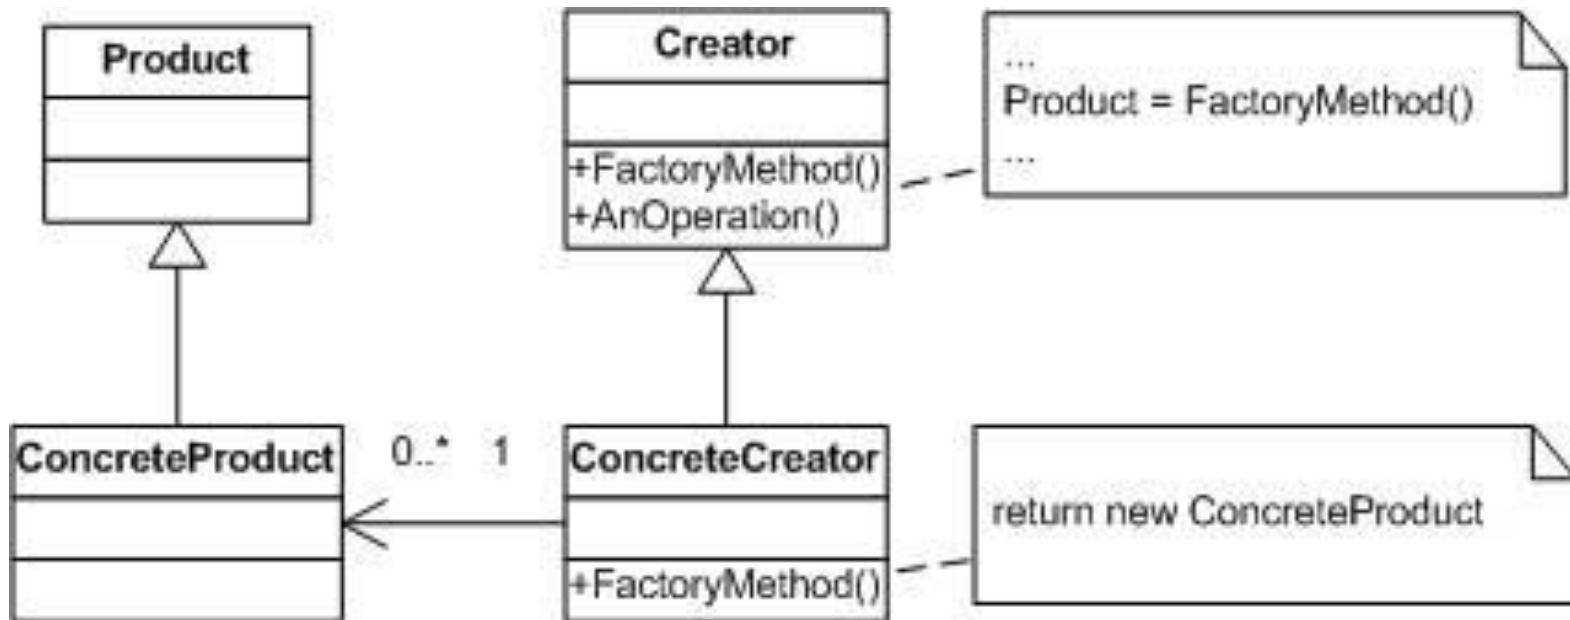 Product
Creator
+FactoryMethod()
+AnOperation()
...
Product = FactoryMethod()
...
ConcreteProduct
0..* 1
ConcreteCreator
+FactoryMethod()
return new ConcreteProduct